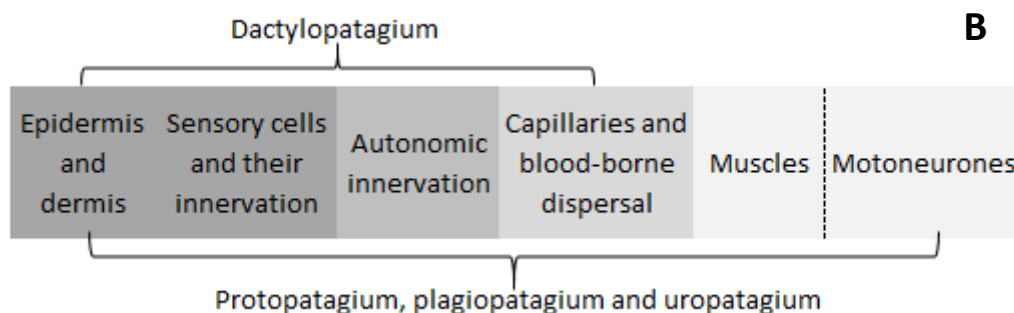 Dactylopatagium
B
Epidermis
and
dermis
Sensory cells
and their
innervation
Autonomic
innervation
Capillaries and
blood-borne
dispersal
Muscles
Motoneurones
Protopatagium, plagiopatagium and uropatagium